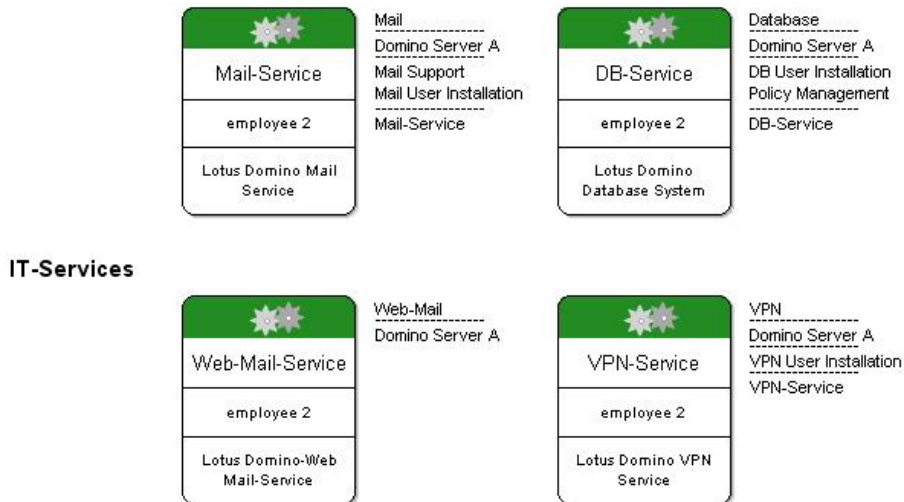 Mail-Service
employee 2
Lotus Domino Mail
Service
Mail
Domino Server A
Mail Support
Mail User Installation
Mail-Service
DB-Service
employee 2
Lotus Domino
Database System
Database
Domino Server A
DB User Installation
Policy Management
DB-Service
IT-Services
Web-Mail-Service
employee 2
Lotus Domino-Web
Mail-Service
Web-Mail
Domino Server A
VPN-Service
employee 2
Lotus Domino VPN
Service
VPN
Domino Server A
VPN User Installation
VPN-Service